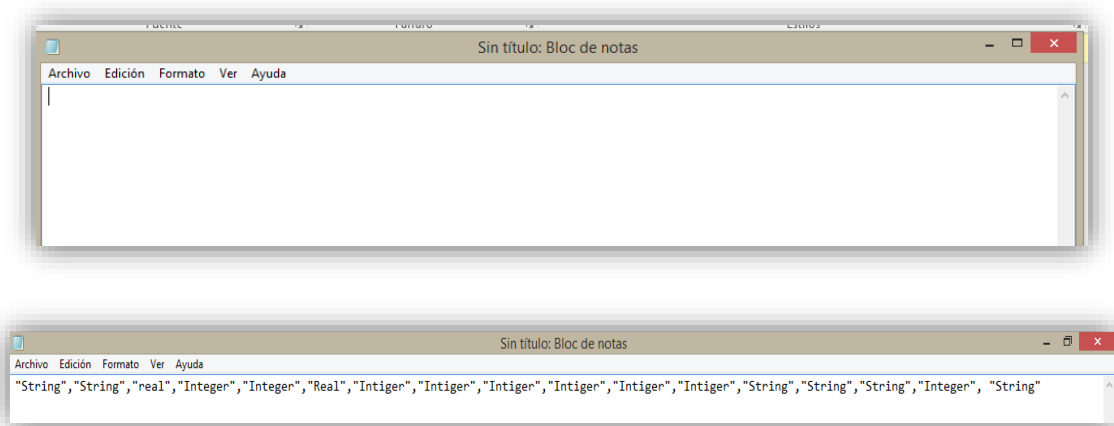 Sin título: Bloc de notas
Archivo Edición Formato Ver Ayuda
Sin título: Bloc de notas
Archivo Edición Formato Ver Ayuda
"String","String","real","Integer","Integer","Real","Intiger","Intiger","Intiger","Intiger","Intiger","Intiger","String","String","String","Integer", "String"